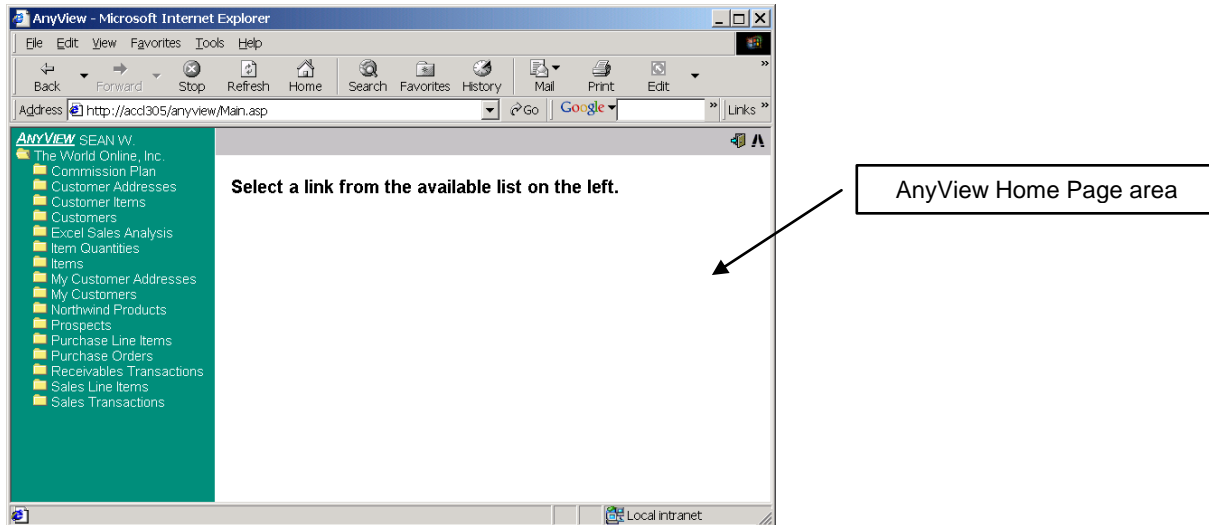 AnyView - Microsoft Internet Explorer
File Edit View Favorites Tools Help
Back Forward Stop Refresh Home Search Favorites History Mail Print Edit »
Address http://accl305/anyview/Main.asp Go Google » Links »
ANYVIEW SEAN W.
The World Online, Inc.
Commission Plan
Customer Addresses
Customer Items
Customers
Excel Sales Analysis
Item Quantities
Items
My Customer Addresses
My Customers
Northwind Products
Prospects
Purchase Line Items
Purchase Orders
Receivables Transactions
Sales Line Items
Sales Transactions
Select a link from the available list on the left.
AnyView Home Page area
Local intranet